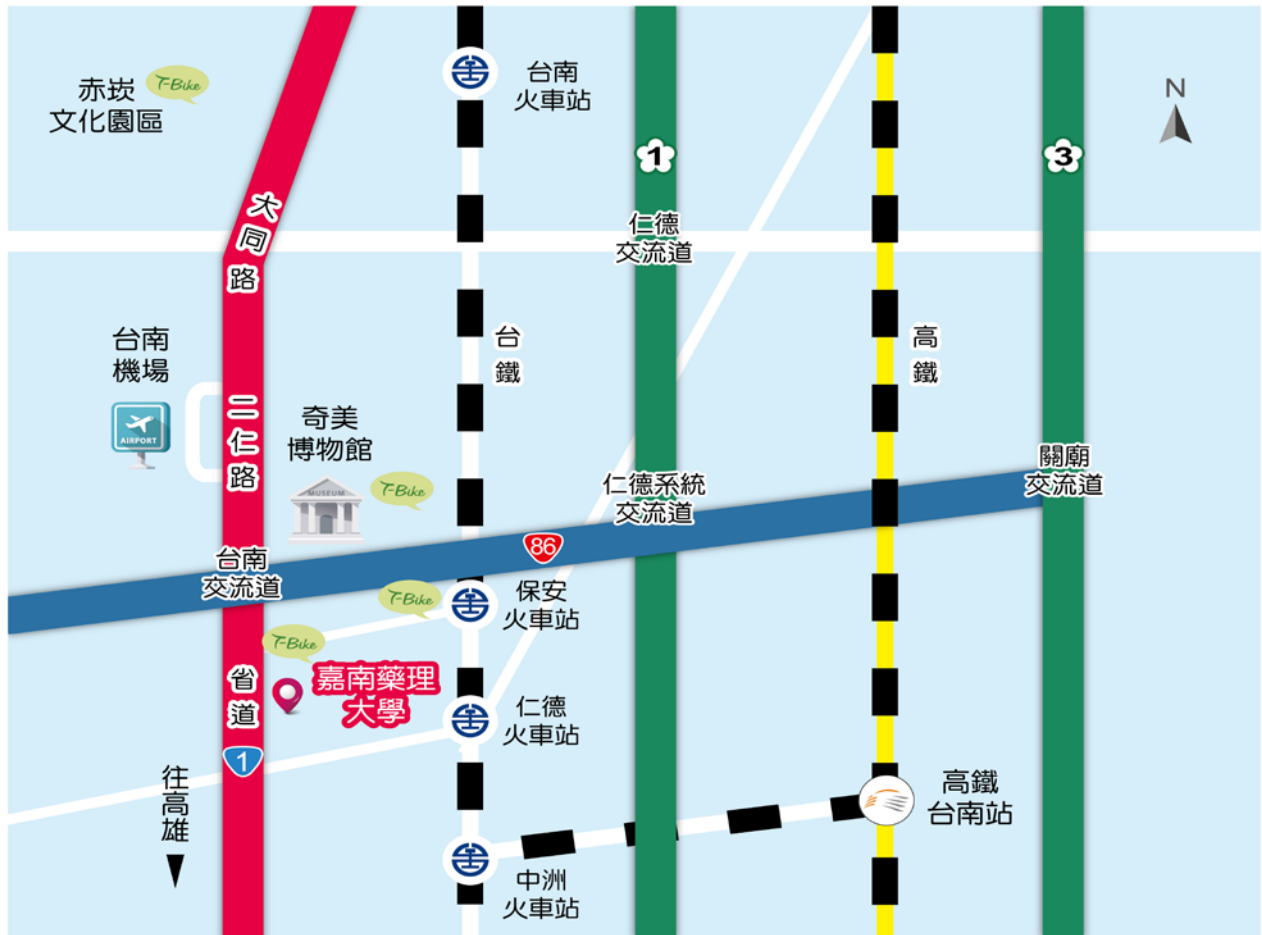 赤崁
文化園區
T-Bike
台南
火車站
N
1
3
大同路
仁德
交流道
台鐵
高鐵
台南
機場
AIRPORT
二仁路
奇美
博物館
MUSEUM
T-Bike
仁德系統
交流道
關廟
交流道
86
台南
交流道
T-Bike
保安
火車站
T-Bike
嘉南藥理
大學
省道
1
仁德
火車站
往高雄
高鐵
台南站
中洲
火車站